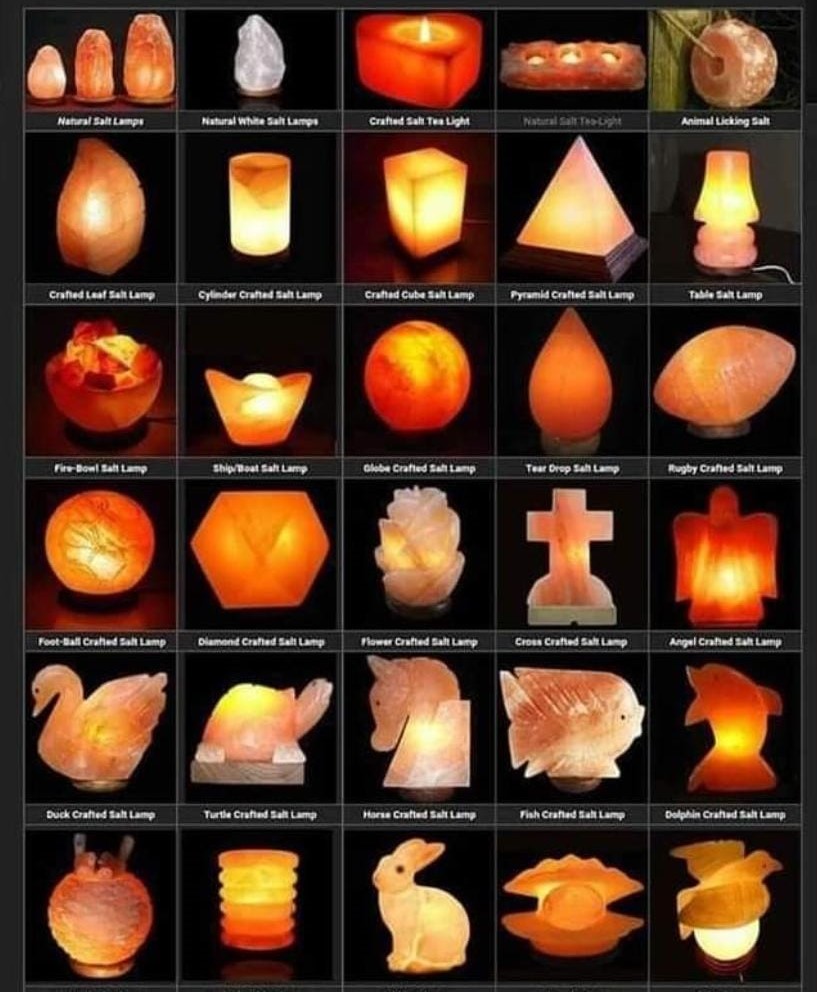 Natural Salt Lamps
Natural White Salt Lamps
Crafted Salt Tea Light
Natural Salt Tea-Light
Animal Licking Salt
Crafted Leaf Salt Lamp
Cylinder Crafted Salt Lamp
Crafted Cube Salt Lamp
Pyramid Crafted Salt Lamp
Table Salt Lamp
Fire-Bowl Salt Lamp
Ship/Boat Salt Lamp
Globe Crafted Salt Lamp
Tear Drop Salt Lamp
Rugby Crafted Salt Lamp
Foot-Ball Crafted Salt Lamp
Diamond Crafted Salt Lamp
Flower Crafted Salt Lamp
Cross Crafted Salt Lamp
Angel Crafted Salt Lamp
Duck Crafted Salt Lamp
Turtle Crafted Salt Lamp
Horse Crafted Salt Lamp
Fish Crafted Salt Lamp
Dolphin Crafted Salt Lamp